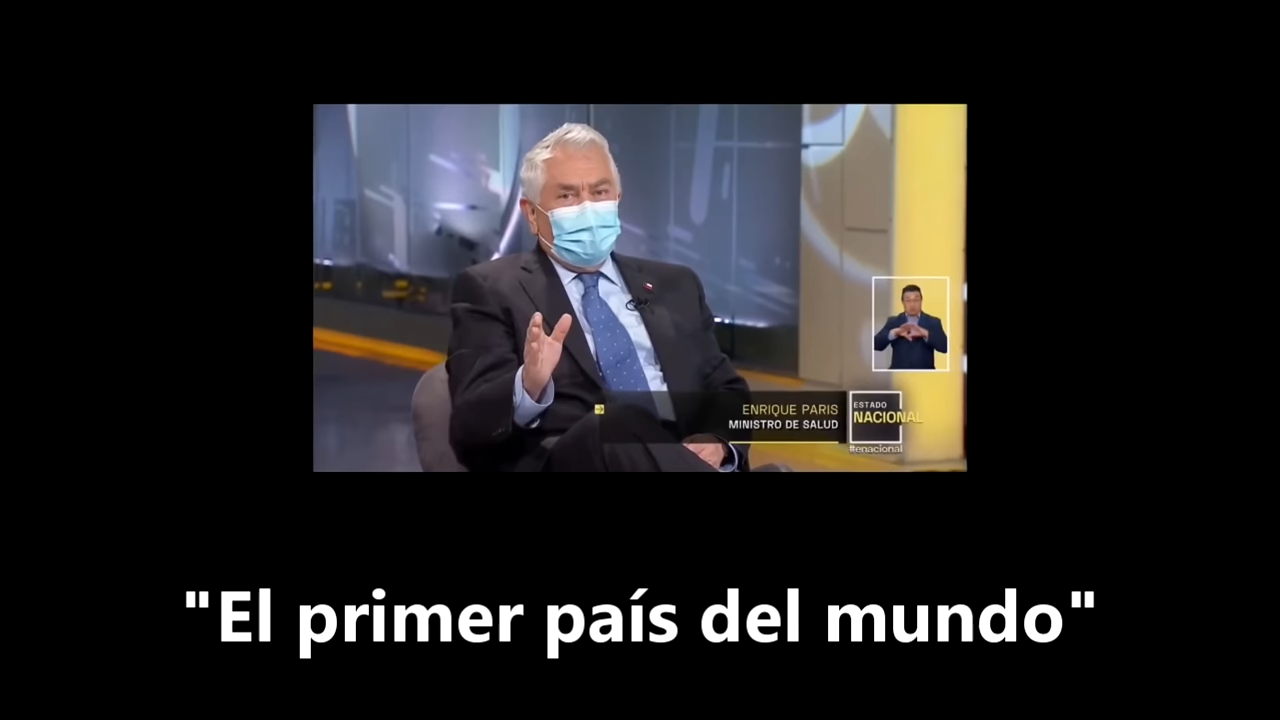 ENRIQUE PARIS
MINISTRO DE SALUD
ESTADO
NACIONAL
#enacional
"El primer país del mundo"